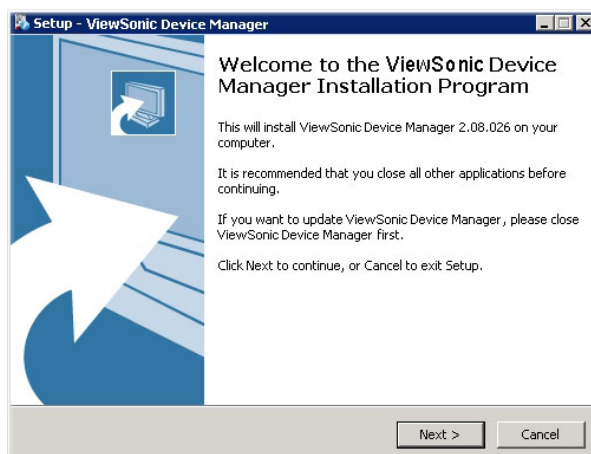 Setup - ViewSonic Device Manager
Welcome to the ViewSonic Device
Manager Installation Program
This will install ViewSonic Device Manager 2.08.026 on your
computer.
It is recommended that you close all other applications before
continuing.
If you want to update ViewSonic Device Manager, please close
ViewSonic Device Manager first.
Click Next to continue, or Cancel to exit Setup.
Next >
Cancel